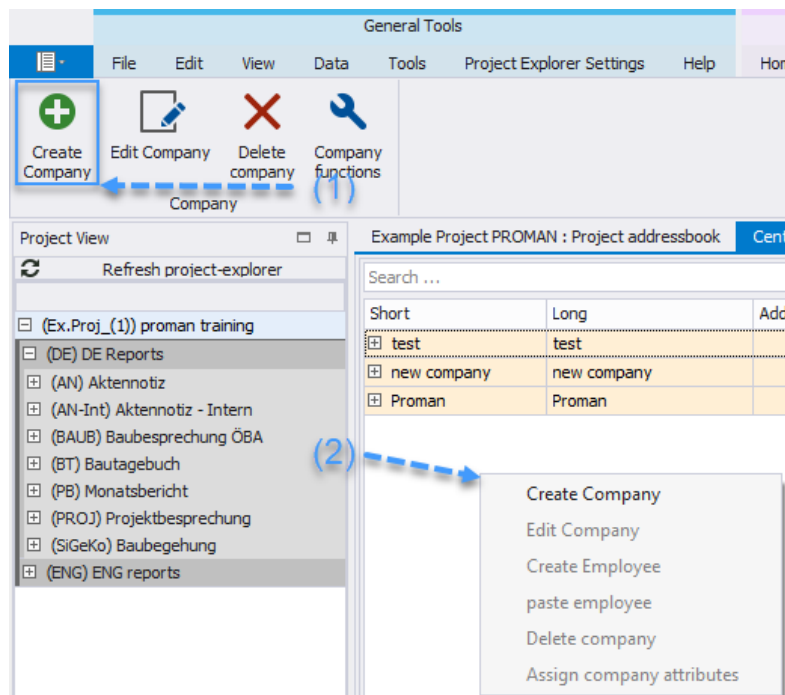 General Tools
File Edit View Data Tools Project Explorer Settings Help
Create Company
Edit Company
Delete company
Company functions
(1)
Company
Project View
Refresh project-explorer
(Ex.Proj_(1)) proman training
(DE) DE Reports
(AN) Aktennotiz
(AN-Int) Aktennotiz - Intern
(BAUB) Baubesprechung ÖBA
(BT) Bautagebuch
(PB) Monatsbericht
(PROJ) Projektbesprechung
(SiGeKo) Baubegehung
(ENG) ENG reports
Example Project PROMAN : Project addressbook
Search ...
Short Long
test test
new company new company
Proman Proman
(2)
Create Company
Edit Company
Create Employee
paste employee
Delete company
Assign company attributes